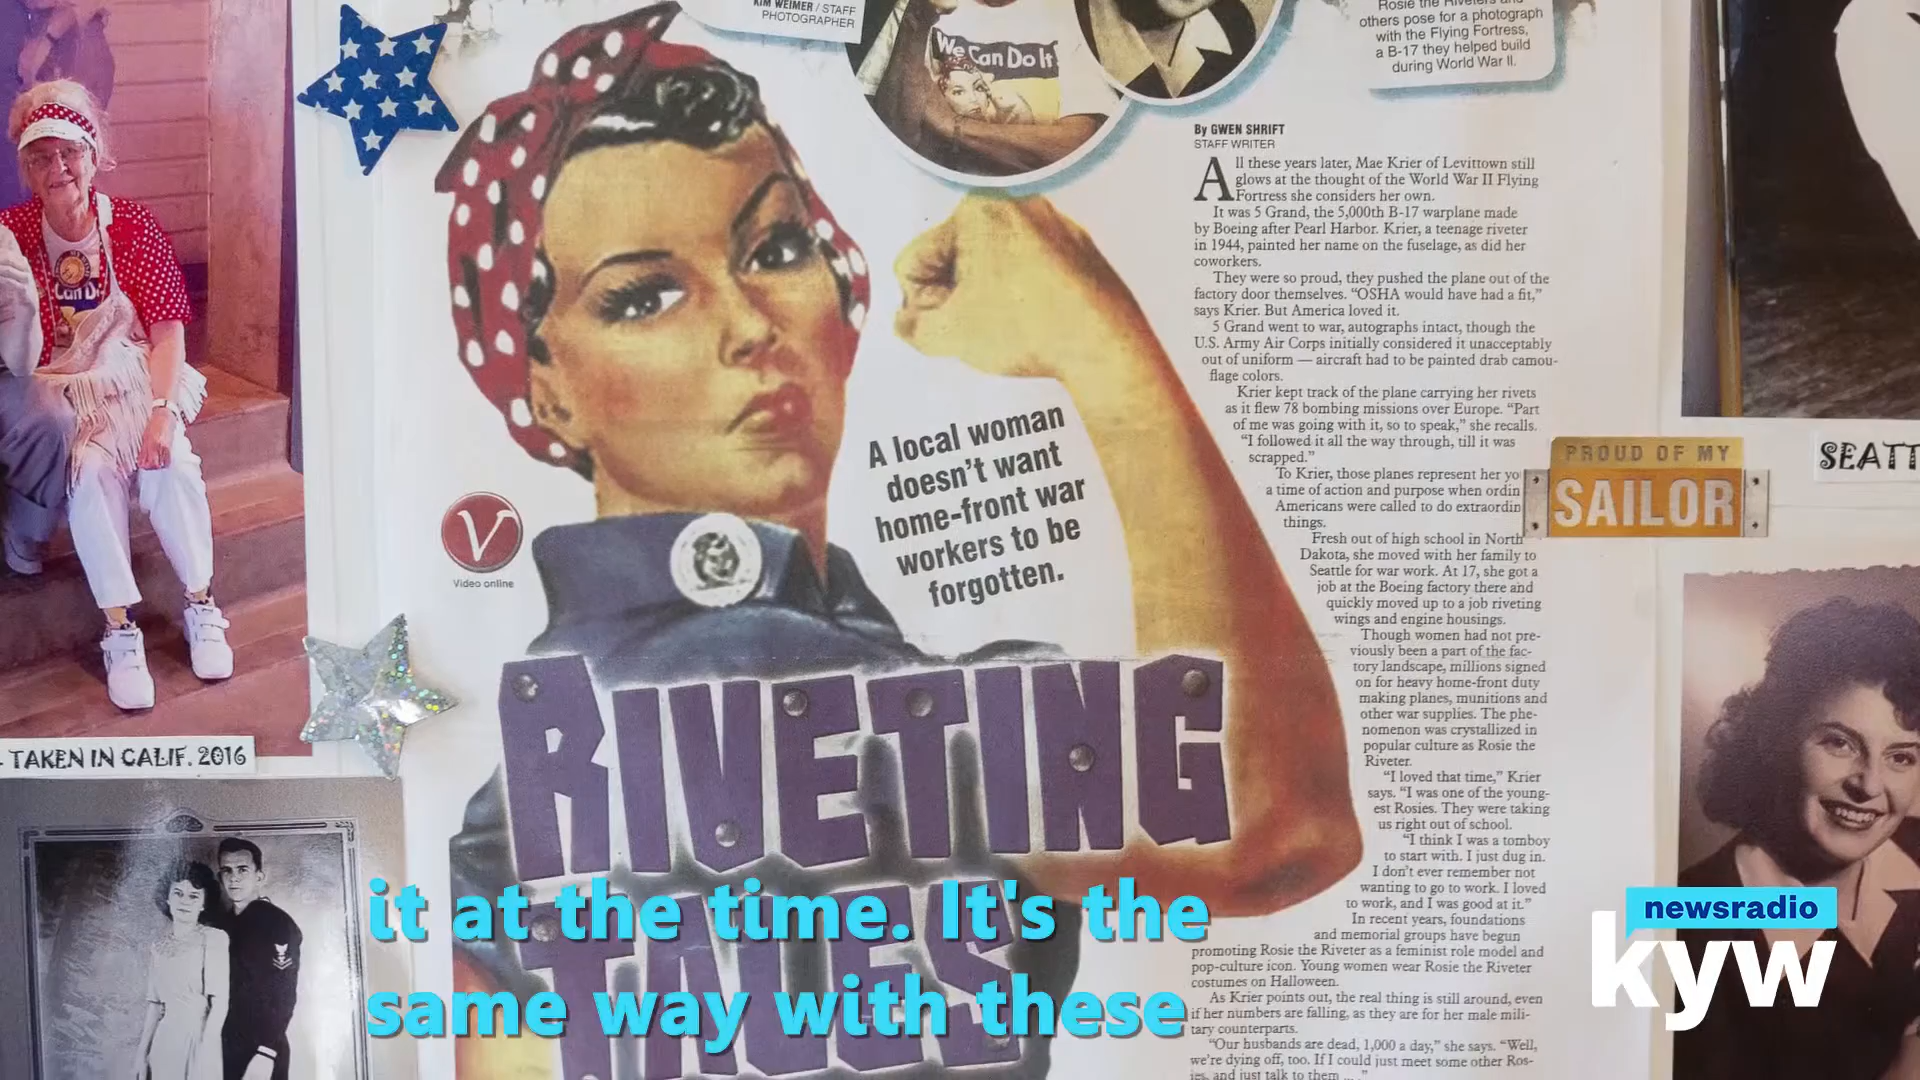 KIM WEIMER / STAFF
PHOTOGRAPHER
We Can Do It!
Rosie the Riveters and
others pose for a photograph
with the Flying Fortress,
a B-17 they helped build
during World War II.
By GWEN SHRIFT
STAFF WRITER
All these years later, Mae Krier of Levittown still
glows at the thought of the World War II Flying
Fortress she considers her own.
It was 5 Grand, the 5,000th B-17 warplane made
by Boeing after Pearl Harbor. Krier, a teenage riveter
in 1944, painted her name on the fuselage, as did her
coworkers.
They were so proud, they pushed the plane out of the
factory door themselves. “OSHA would have had a fit,”
says Krier. But America loved it.
5 Grand went to war, autographs intact, though the
U.S. Army Air Corps initially considered it unacceptably
out of uniform — aircraft had to be painted drab camou-
flage colors.
Krier kept track of the plane carrying her rivets
as it flew 78 bombing missions over Europe. “Part
of me was going with it, so to speak,” she recalls.
“I followed it all the way through, till it was
scrapped.”
To Krier, those planes represent her yo
a time of action and purpose when ordin
Americans were called to do extraordin
things.
Fresh out of high school in North
Dakota, she moved with her family to
Seattle for war work. At 17, she got a
job at the Boeing factory there and
quickly moved up to a job riveting
wings and engine housings.
Though women had not pre-
viously been a part of the fac-
tory landscape, millions signed
on for heavy home-front duty
making planes, munitions and
other war supplies. The phe-
nomenon was crystallized in
popular culture as Rosie the
Riveter.
“I loved that time,” Krier
says. “I was one of the young-
est Rosies. They were taking
us right out of school.
“I think I was a tomboy
to start with. I just dug in.
I don’t ever remember not
wanting to go to work. I loved
to work, and I was good at it.”
In recent years, foundations
and memorial groups have begun
promoting Rosie the Riveter as a feminist role model and
pop-culture icon. Young women wear Rosie the Riveter
costumes on Halloween.
As Krier points out, the real thing is still around, even
if her numbers are falling, as they are for her male mili-
tary counterparts.
“Our husbands are dead, 1,000 a day,” she says. “Well,
we’re dying off, too. If I could just meet some other Ros-
ies, and just talk to them ... ”
A local woman
doesn’t want
home-front war
workers to be
forgotten.
V
Video online
RIVETING
TALES
PROUD OF MY
SAILOR
SEATT
TAKEN IN CALIF. 2016
Can Do
it at the time. It's the
same way with these
newsradio
kyw